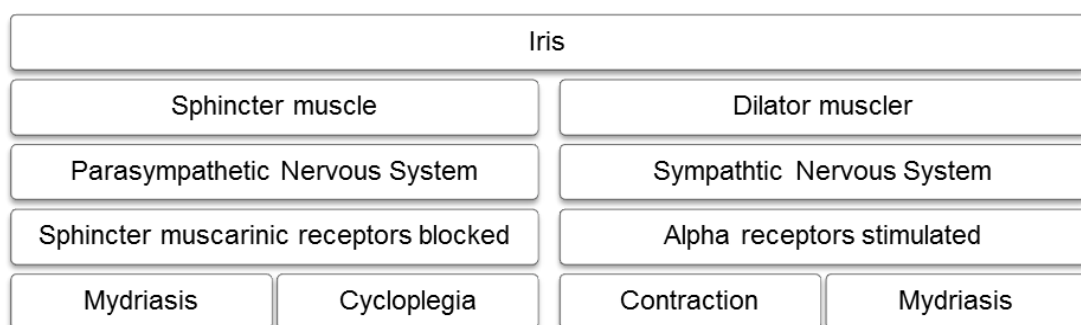 Iris
Sphincter muscle
Dilator muscler
Parasympathetic Nervous System
Sympathtic Nervous System
Sphincter muscarinic receptors blocked
Alpha receptors stimulated
Mydriasis
Cycloplegia
Contraction
Mydriasis